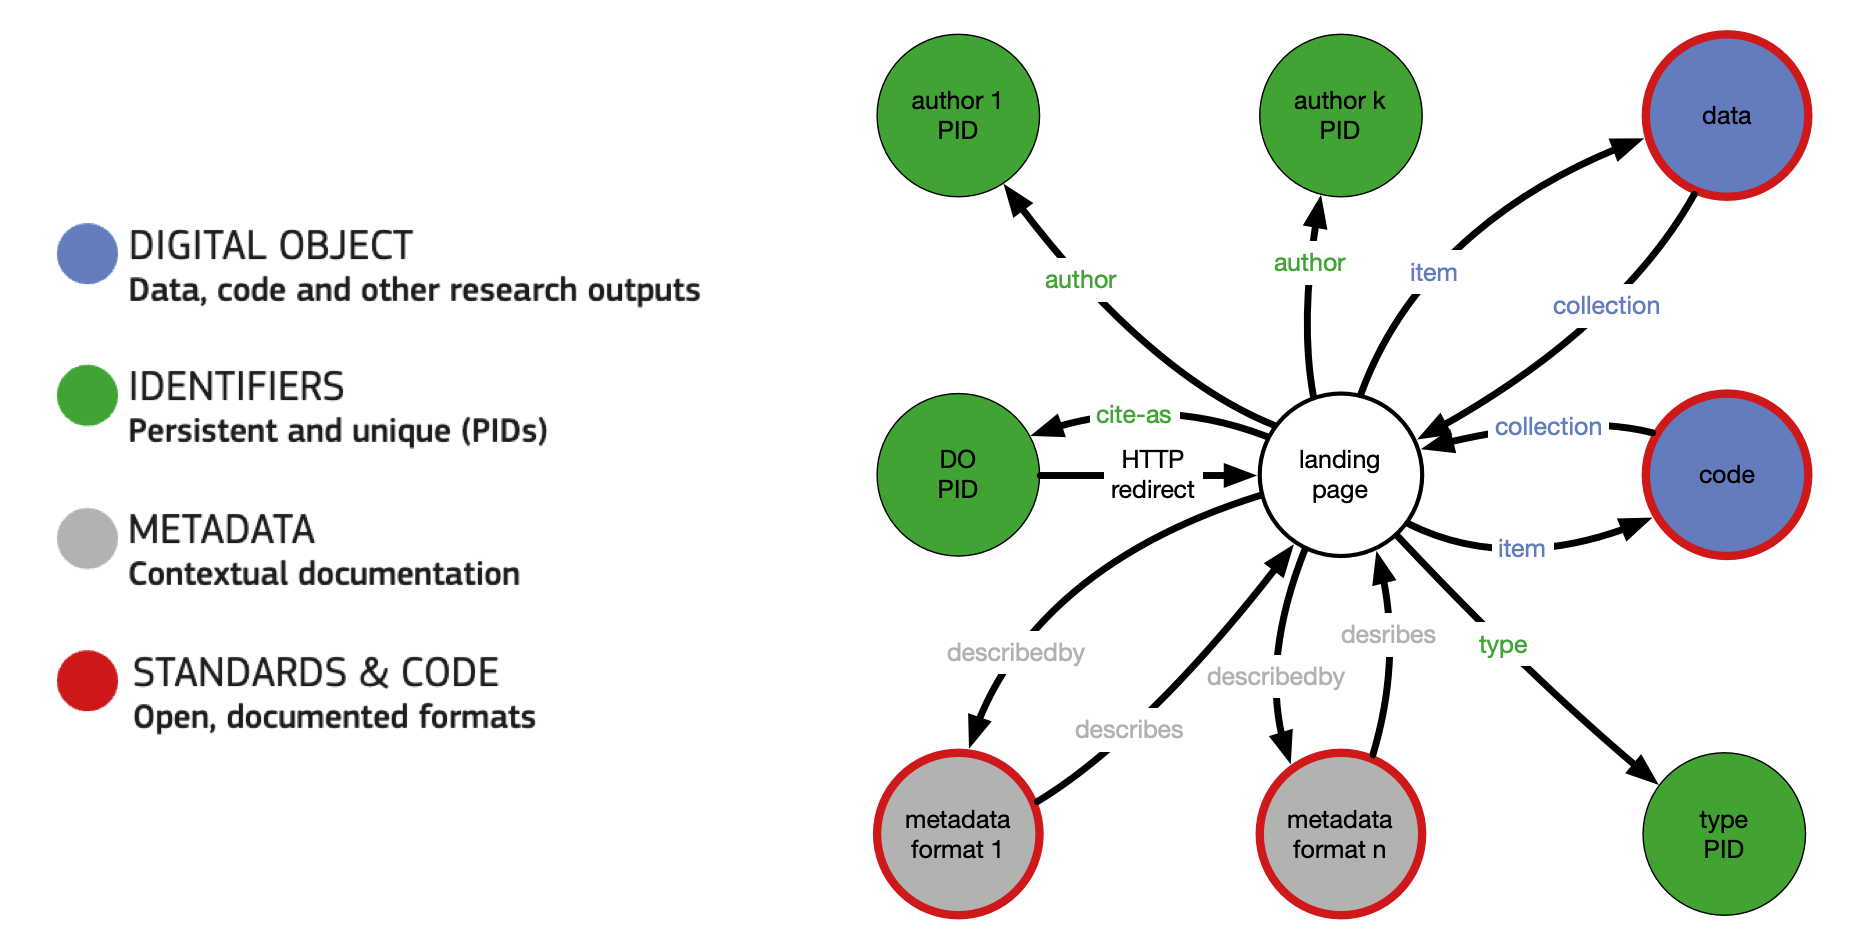 DIGITAL OBJECT
Data, code and other research outputs
IDENTIFIERS
Persistent and unique (PIDs)
METADATA
Contextual documentation
STANDARDS & CODE
Open, documented formats
author 1
PID
author k
PID
data
author
author
item
collection
cite-as
collection
DO
PID
HTTP
redirect
landing
page
code
item
describedby
describedby
desribes
type
describes
metadata
format 1
metadata
format n
type
PID